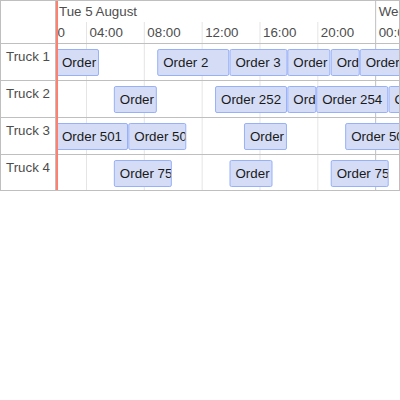 Tue 5 August We
0 04:00 08:00 12:00 16:00 20:00 00:0
Truck 1 Order Order 2 Order 3 Order Ord Order
Truck 2 Order Order 252 Ord Order 254
Truck 3 Order 501 Order 50 Order Order 50
Truck 4 Order 75 Order Order 75